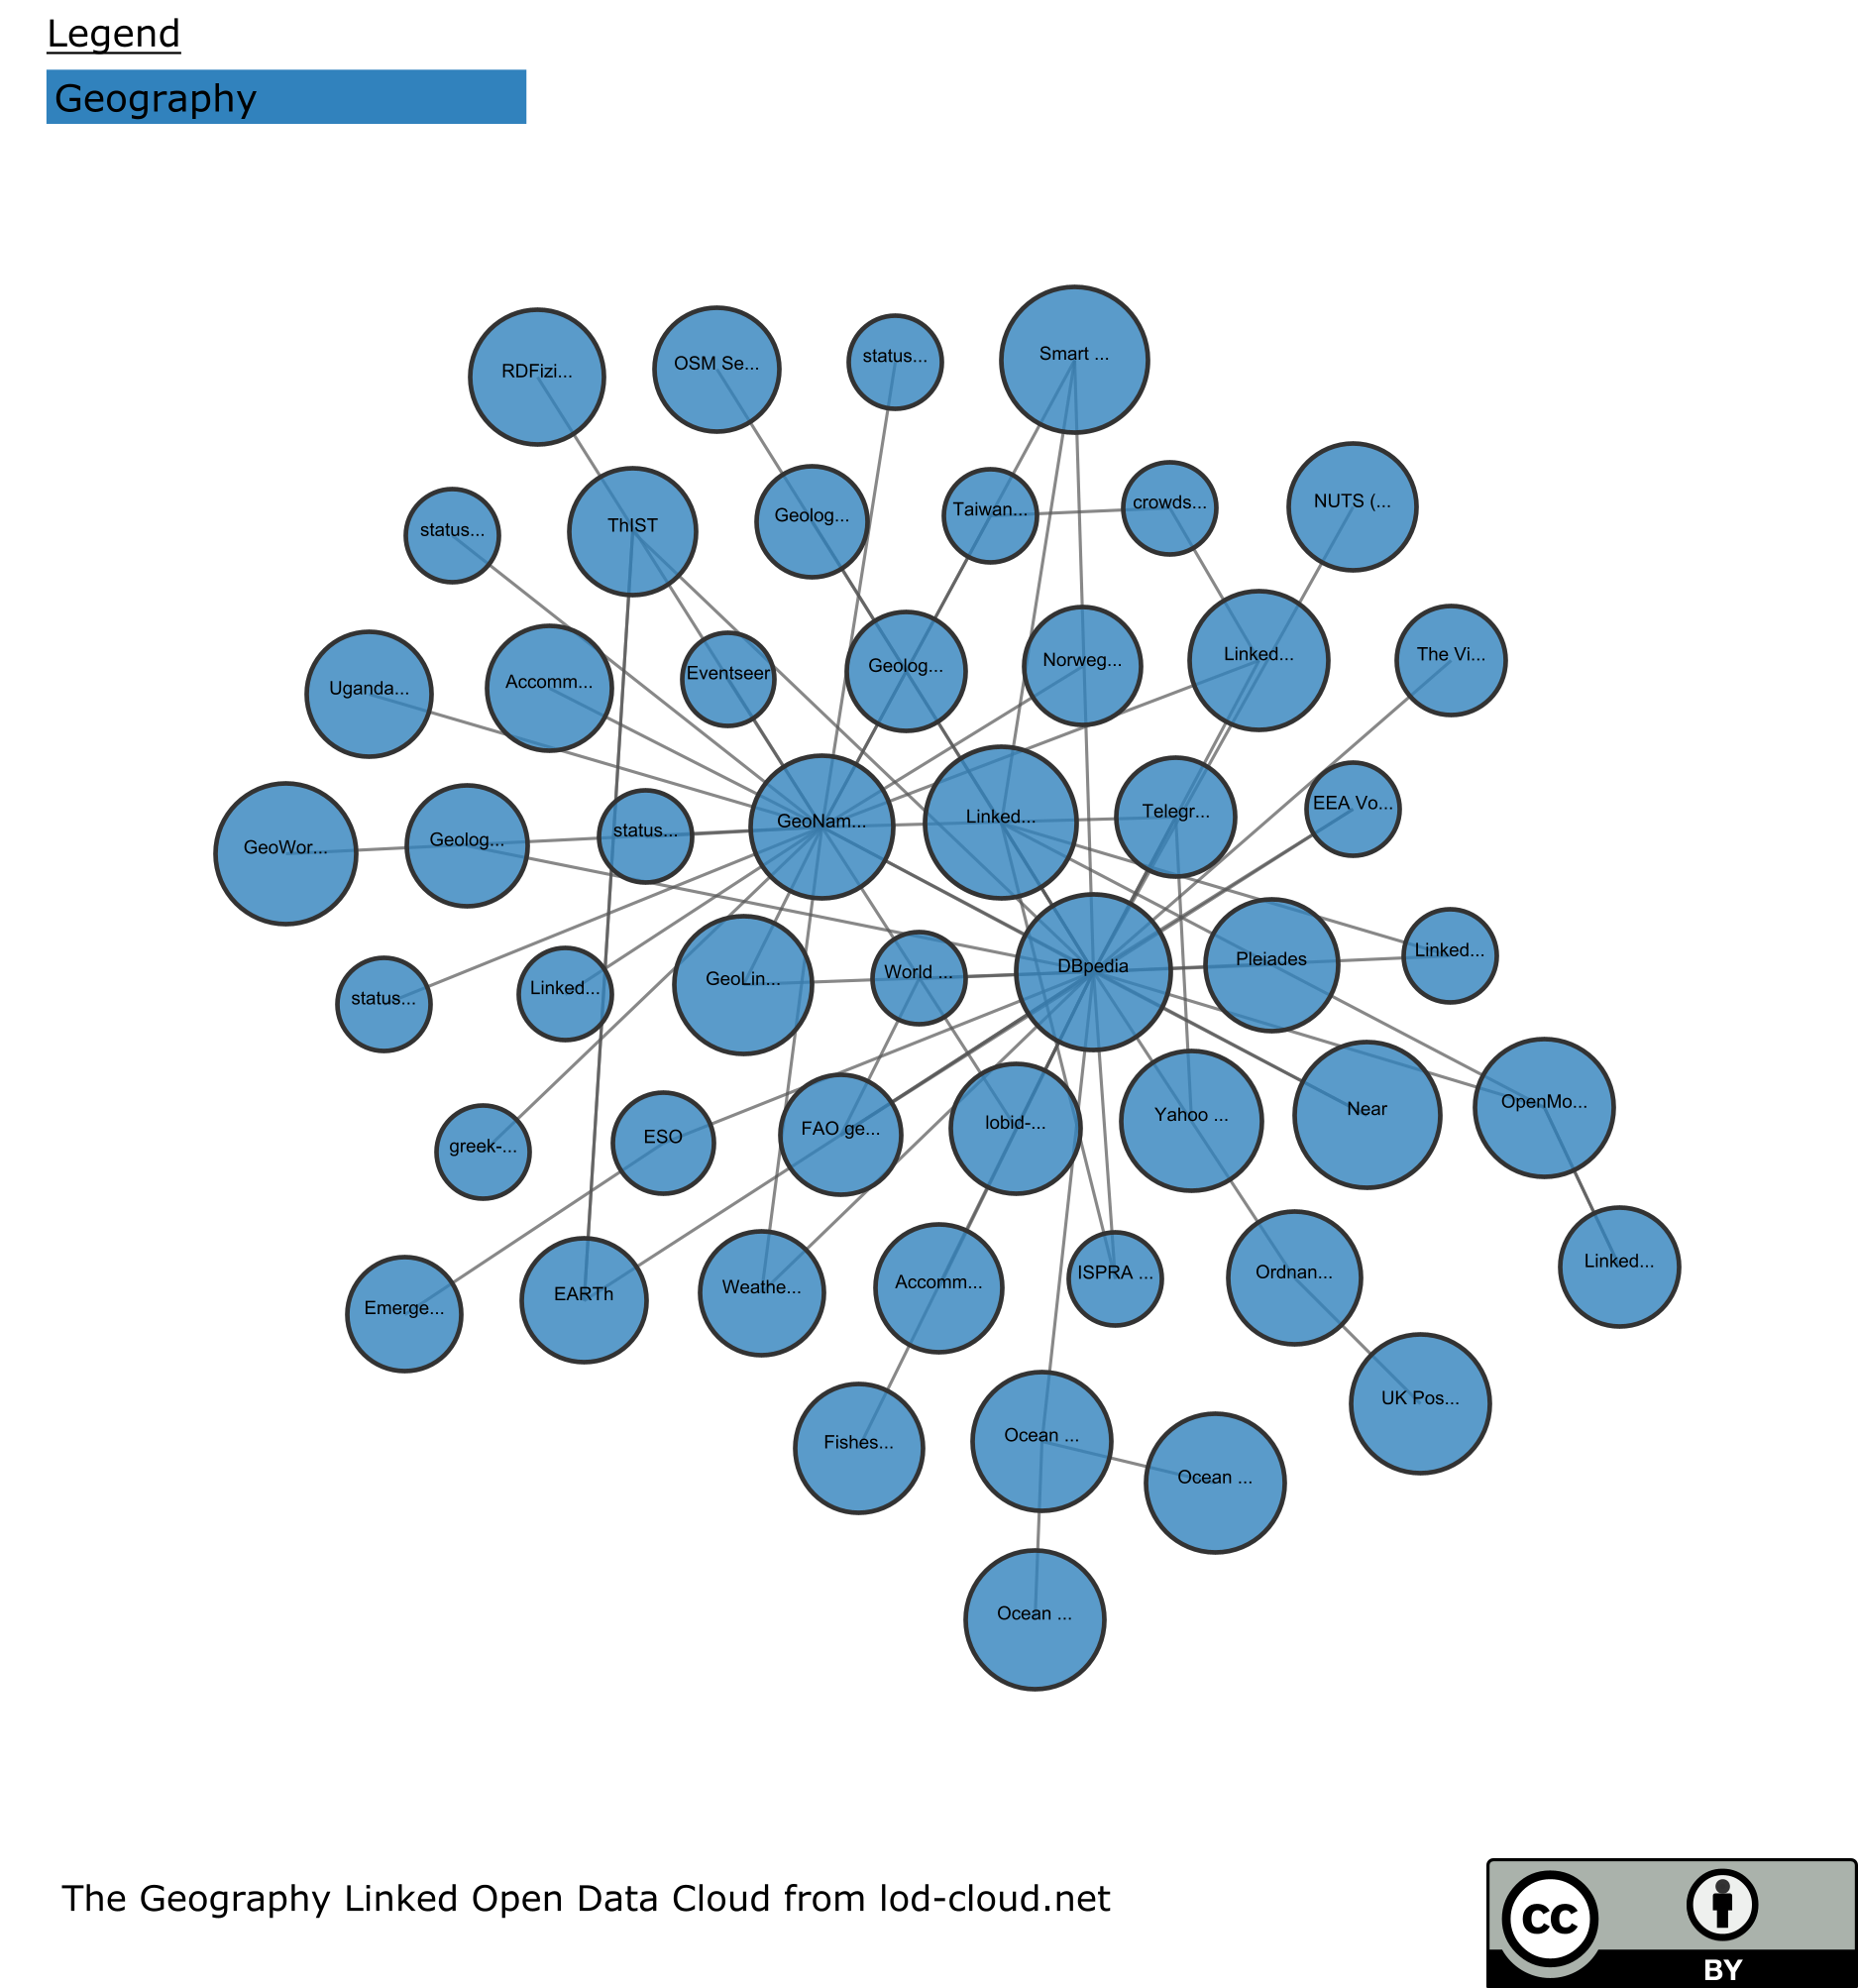 Legend
Geography
RDFizi...
OSM Se...
status...
Smart ...
status...
ThIST
Geolog...
Taiwan...
crowds...
NUTS (...
Uganda...
Accomm...
Eventseer
Geolog...
Norweg...
Linked...
The Vi...
GeoWor...
Geolog...
status...
GeoNam...
Linked...
Telegr...
EEA Vo...
status...
Linked...
GeoLin...
World ...
DBpedia
Pleiades
Linked...
greek-...
ESO
FAO ge...
lobid-...
Yahoo ...
Near
OpenMo...
Emerge...
EARTh
Weathe...
Accomm...
ISPRA ...
Ordnan...
Linked...
Fishes...
Ocean ...
Ocean ...
UK Pos...
Ocean ...
The Geography Linked Open Data Cloud from lod-cloud.net
cc
BY